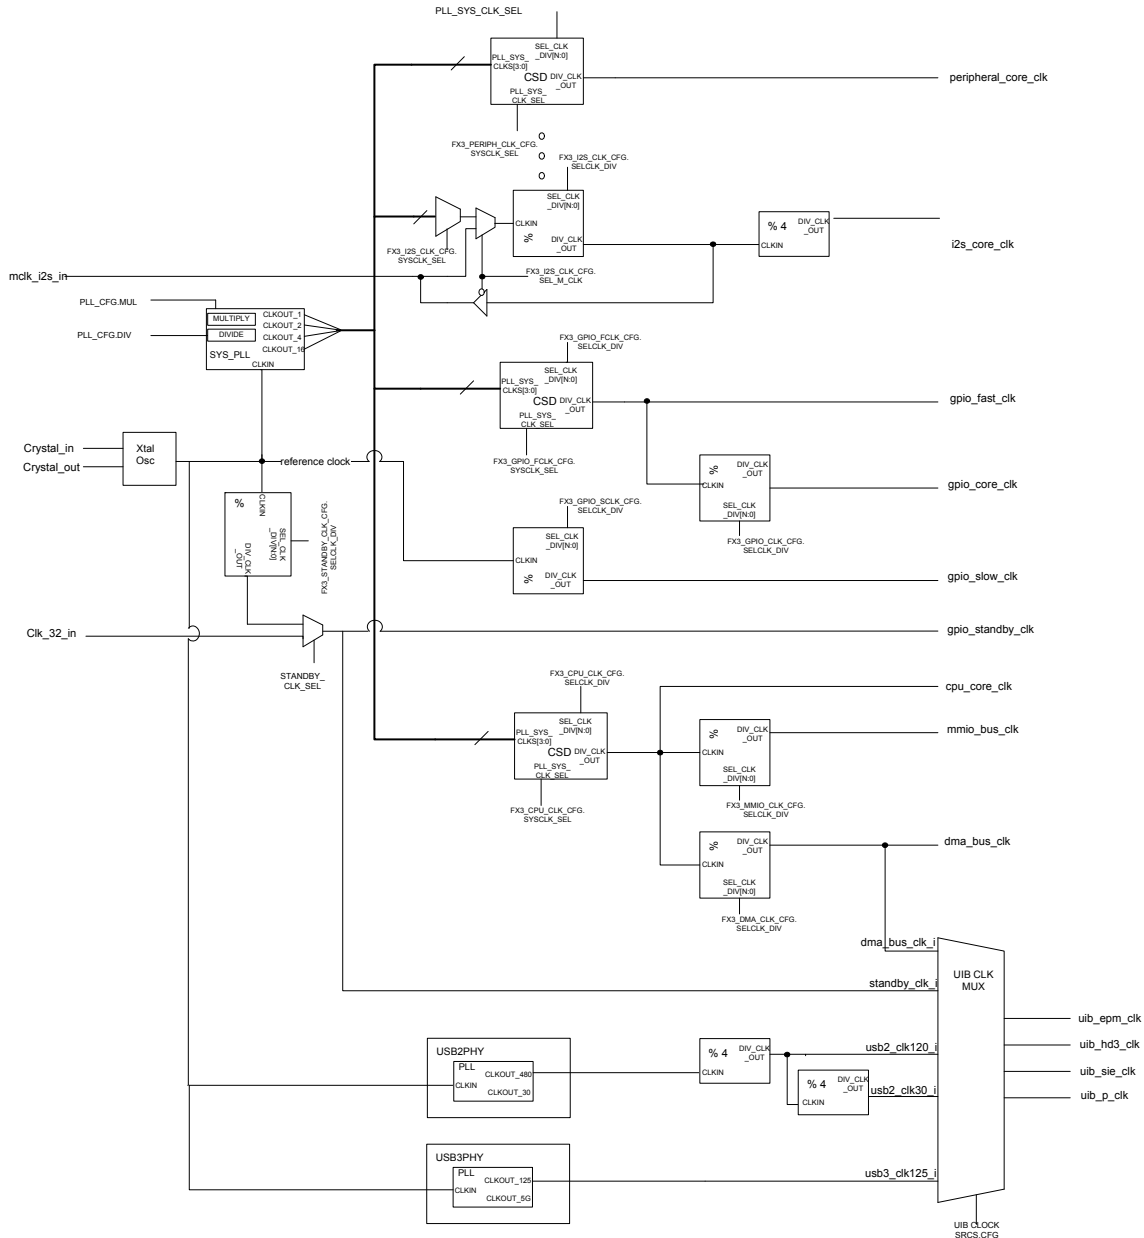 PLL_SYS_CLK_SEL
SEL_CLK
_DIV[N:0]
PLL_SYS_
CLKS[3:0]
CSD
DIV_CLK
_OUT
PLL_SYS_
CLK_SEL
peripheral_core_clk
FX3_PERIPH_CLK_CFG.
SYSCLK_SEL
FX3_I2S_CLK_CFG.
SELCLK_DIV
SEL_CLK
_DIV[N:0]
CLKIN
%
DIV_CLK
_OUT
% 4
DIV_CLK
_OUT
CLKIN
i2s_core_clk
FX3_I2S_CLK_CFG.
SYSCLK_SEL
FX3_I2S_CLK_CFG.
SEL_M_CLK
mclk_i2s_in
PLL_CFG.MUL
PLL_CFG.DIV
MULTIPLY
DIVIDE
SYS_PLL
CLKOUT_1
CLKOUT_2
CLKOUT_4
CLKOUT_16
CLKIN
FX3_GPIO_FCLK_CFG.
SELCLK_DIV
SEL_CLK
_DIV[N:0]
PLL_SYS_
CLKS[3:0]
CSD
DIV_CLK
_OUT
PLL_SYS_
CLK_SEL
gpio_fast_clk
FX3_GPIO_FCLK_CFG.
SYSCLK_SEL
Crystal_in
Crystal_out
Xtal
Osc
reference clock
%
DIV_CLK
_OUT
CLKIN
SEL_CLK
_DIV[N:0]
gpio_core_clk
FX3_GPIO_CLK_CFG.
SELCLK_DIV
%
CLKIN
SEL_CLK
_DIV[N:0]
DIV_CLK
_OUT
FX3_STANDBY_CLK_CFG.
SELCLK_DIV
FX3_GPIO_SCLK_CFG.
SELCLK_DIV
SEL_CLK
_DIV[N:0]
CLKIN
%
DIV_CLK
_OUT
gpio_slow_clk
Clk_32_in
STANDBY_
CLK_SEL
gpio_standby_clk
FX3_CPU_CLK_CFG.
SELCLK_DIV
SEL_CLK
_DIV[N:0]
PLL_SYS_
CLKS[3:0]
CSD
DIV_CLK
_OUT
PLL_SYS_
CLK_SEL
FX3_CPU_CLK_CFG.
SYSCLK_SEL
cpu_core_clk
%
DIV_CLK
_OUT
CLKIN
SEL_CLK
_DIV[N:0]
mmio_bus_clk
FX3_MMIO_CLK_CFG.
SELCLK_DIV
%
DIV_CLK
_OUT
CLKIN
SEL_CLK
_DIV[N:0]
dma_bus_clk
FX3_DMA_CLK_CFG.
SELCLK_DIV
dma_bus_clk_i
standby_clk_i
UIB CLK
MUX
uib_epm_clk
uib_hd3_clk
uib_sie_clk
uib_p_clk
USB2PHY
PLL
CLKOUT_480
CLKIN
CLKOUT_30
% 4
DIV_CLK
_OUT
CLKIN
usb2_clk120_i
% 4
DIV_CLK
_OUT
CLKIN
usb2_clk30_i
USB3PHY
PLL
CLKOUT_125
CLKIN
CLKOUT_5G
usb3_clk125_i
UIB CLOCK
SRCS.CFG